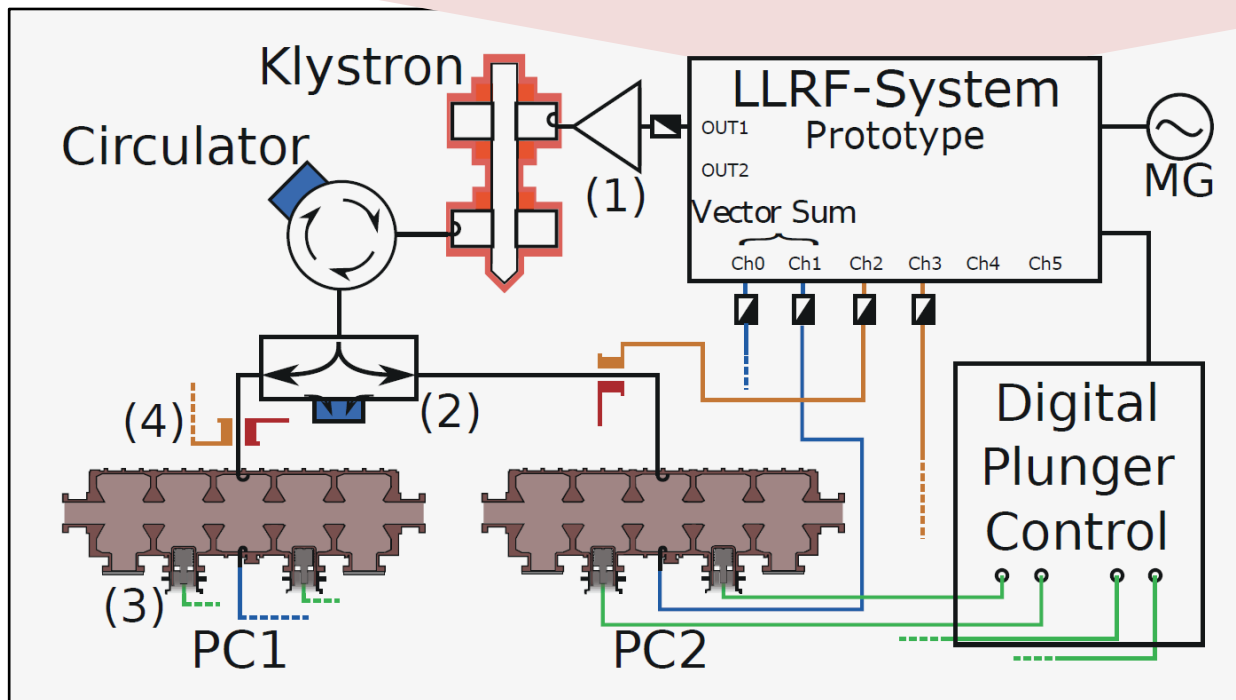 Klystron
Circulator
(1)
LLRF-System
Prototype
OUT1
OUT2
Vector Sum
Ch0 Ch1 Ch2 Ch3 Ch4 Ch5
MG
(2)
(4)
(3)
PC1
PC2
Digital
Plunger
Control